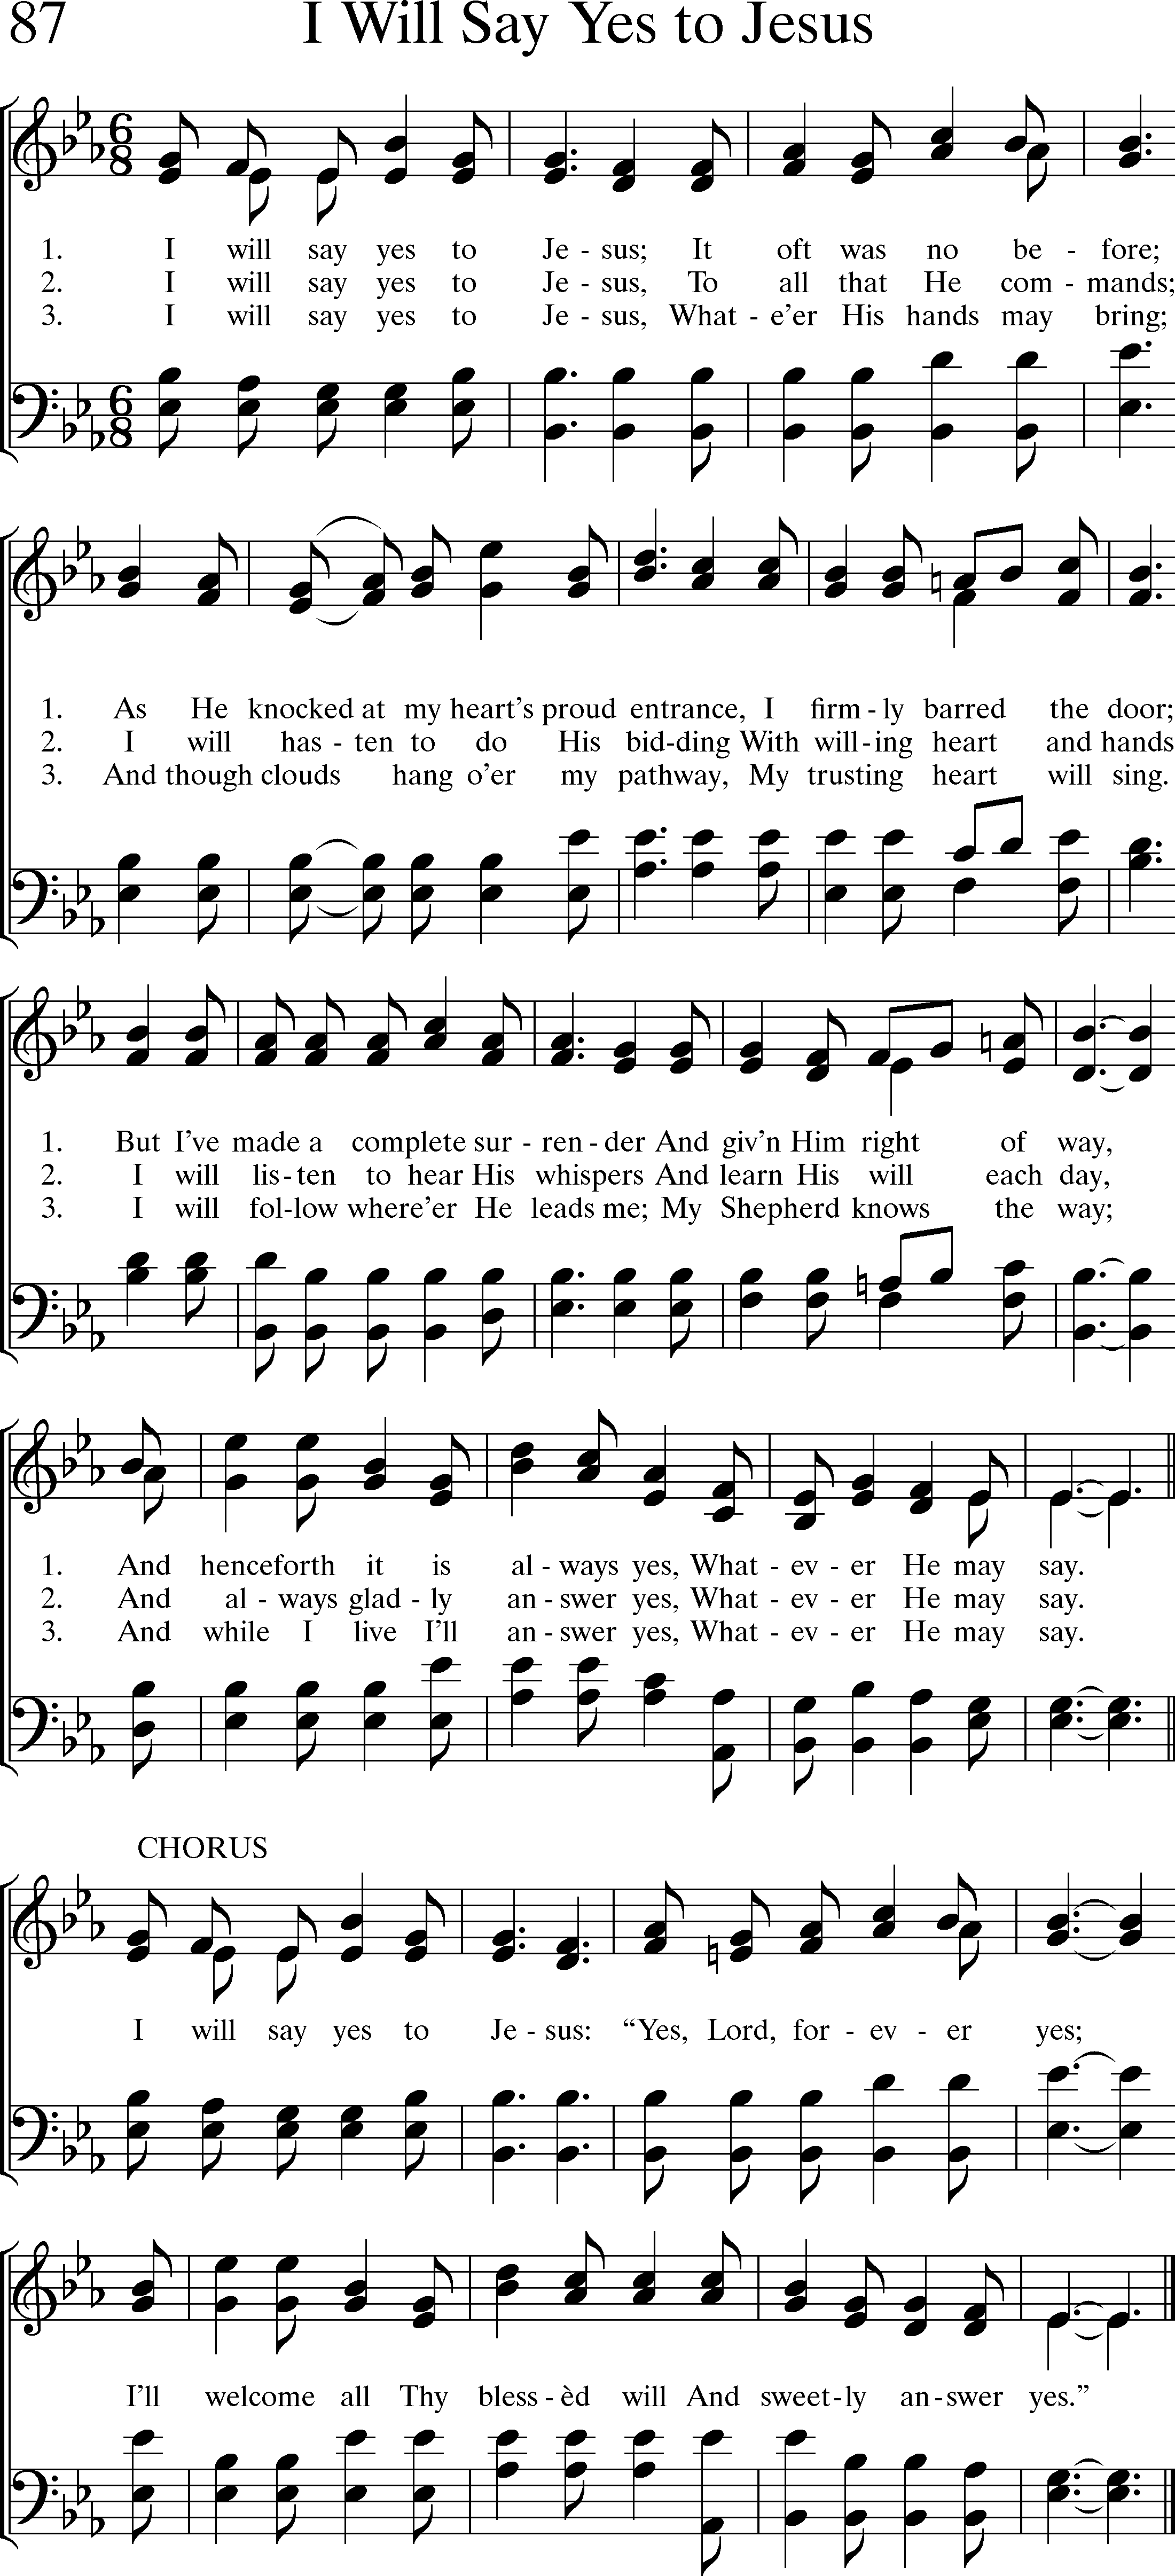 87 I Will Say Yes to Jesus
6 8
1. I will say yes to Je - sus; It oft was no be - fore;
2. I will say yes to Je - sus, To all that He com - mands;
3. I will say yes to Je - sus, What - e’er His hands may bring;
6 8
1. As He knocked at my heart’s proud entrance, I firm - ly barred the door;
2. I will has - ten to do His bid - ding With will - ing heart and hands
3. And though clouds hang o’er my pathway, My trusting heart will sing.
1. But I’ve made a complete sur - ren - der And giv’n Him right of way,
2. I will lis - ten to hear His whispers And learn His will each day,
3. I will fol - low where’er He leads me; My Shepherd knows the way;
1. And henceforth it is al - ways yes, What - ev - er He may say.
2. And al - ways glad - ly an - swer yes, What - ev - er He may say.
3. And while I live I’ll an - swer yes, What - ev - er He may say.
CHORUS
I will say yes to Je - sus: “Yes, Lord, for - ev - er yes;
I’ll welcome all Thy bless - èd will And sweet - ly an - swer yes.”